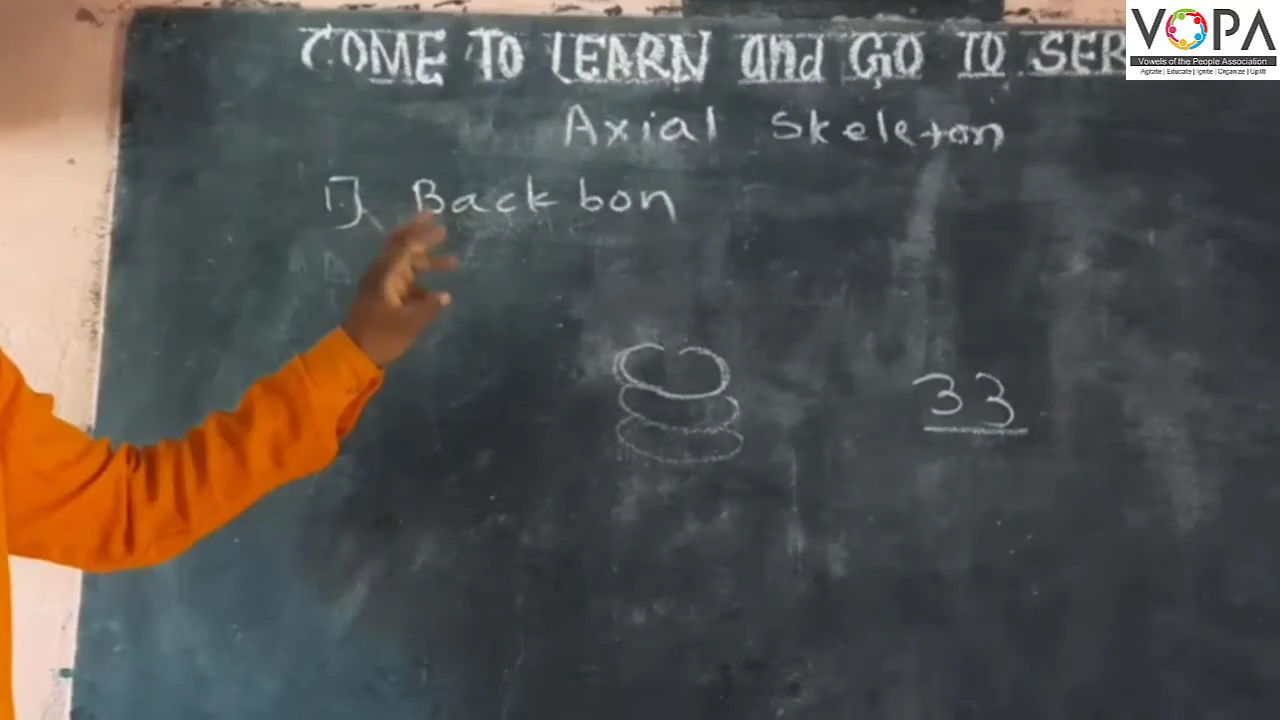 COME TO LEARN and GO TO SER
VOPA
Vowels of the People Association
Agitate | Educate | Ignite | Organize | Uplift
Axial Skeleton
1] Backbon
33